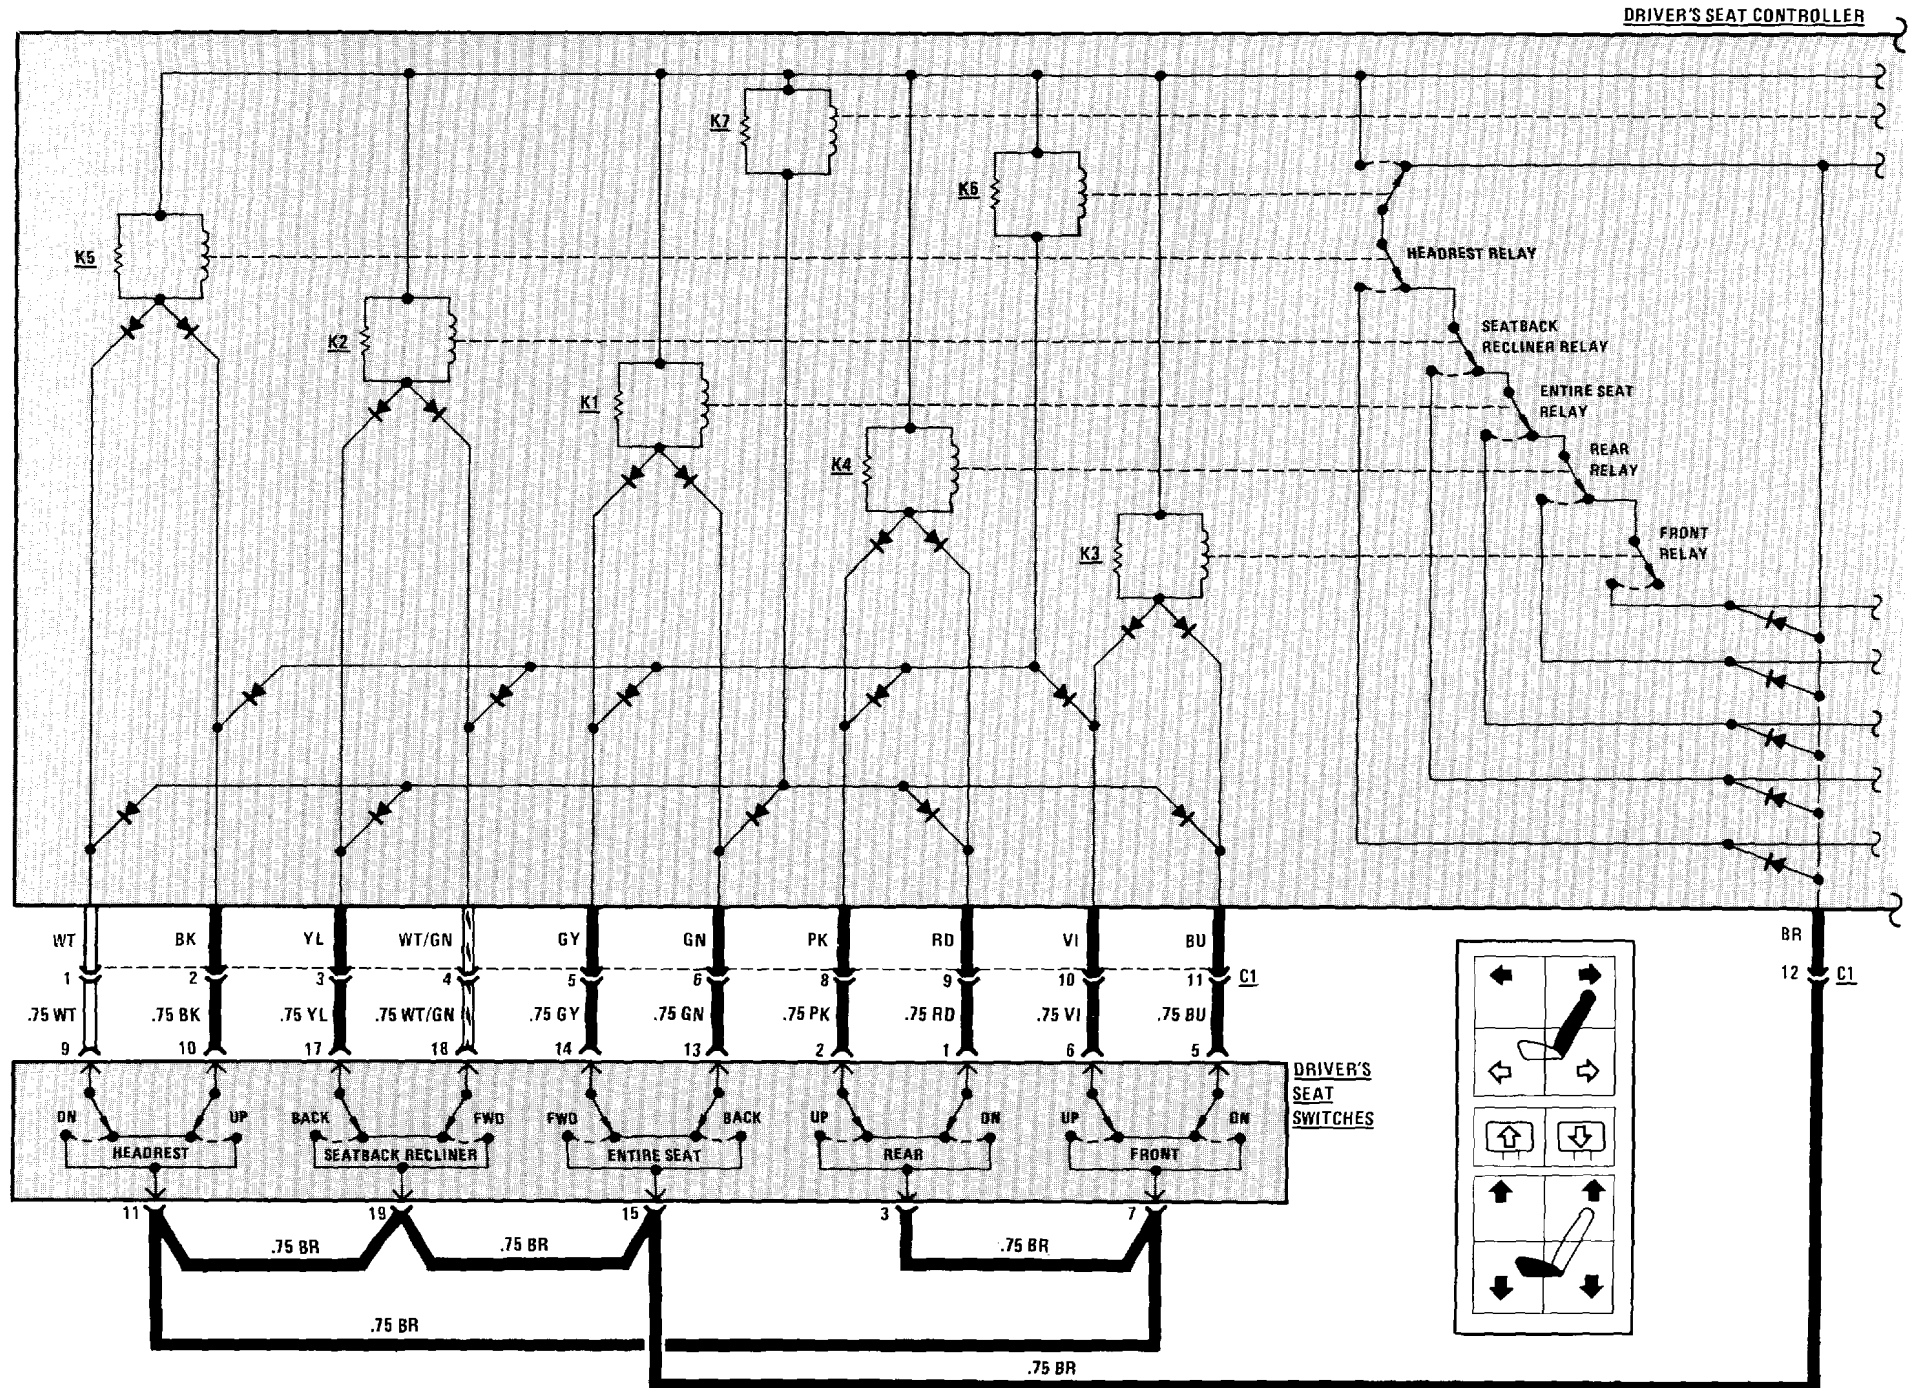 DRIVER'S SEAT CONTROLLER
K7
K6
K5
HEADREST RELAY
K2
SEATBACK
RECLINER RELAY
K1
ENTIRE SEAT
RELAY
K4
REAR
RELAY
K3
FRONT
RELAY
WT BK YL WT/GN GY GN PK RD VI BU BR
1 2 3 4 5 6 8 9 10 11 C1 12 C1
.75 WT .75 BK .75 YL .75 WT/GN .75 GY .75 GN .75 PK .75 RD .75 VI .75 BU
9 10 17 18 14 13 2 1 6 5
DRIVER'S
SEAT
SWITCHES
DN UP BACK FWD FWD BACK UP DN UP DN
HEADREST SEATBACK RECLINER ENTIRE SEAT REAR FRONT
11 19 15 3 7
.75 BR .75 BR .75 BR
.75 BR
.75 BR